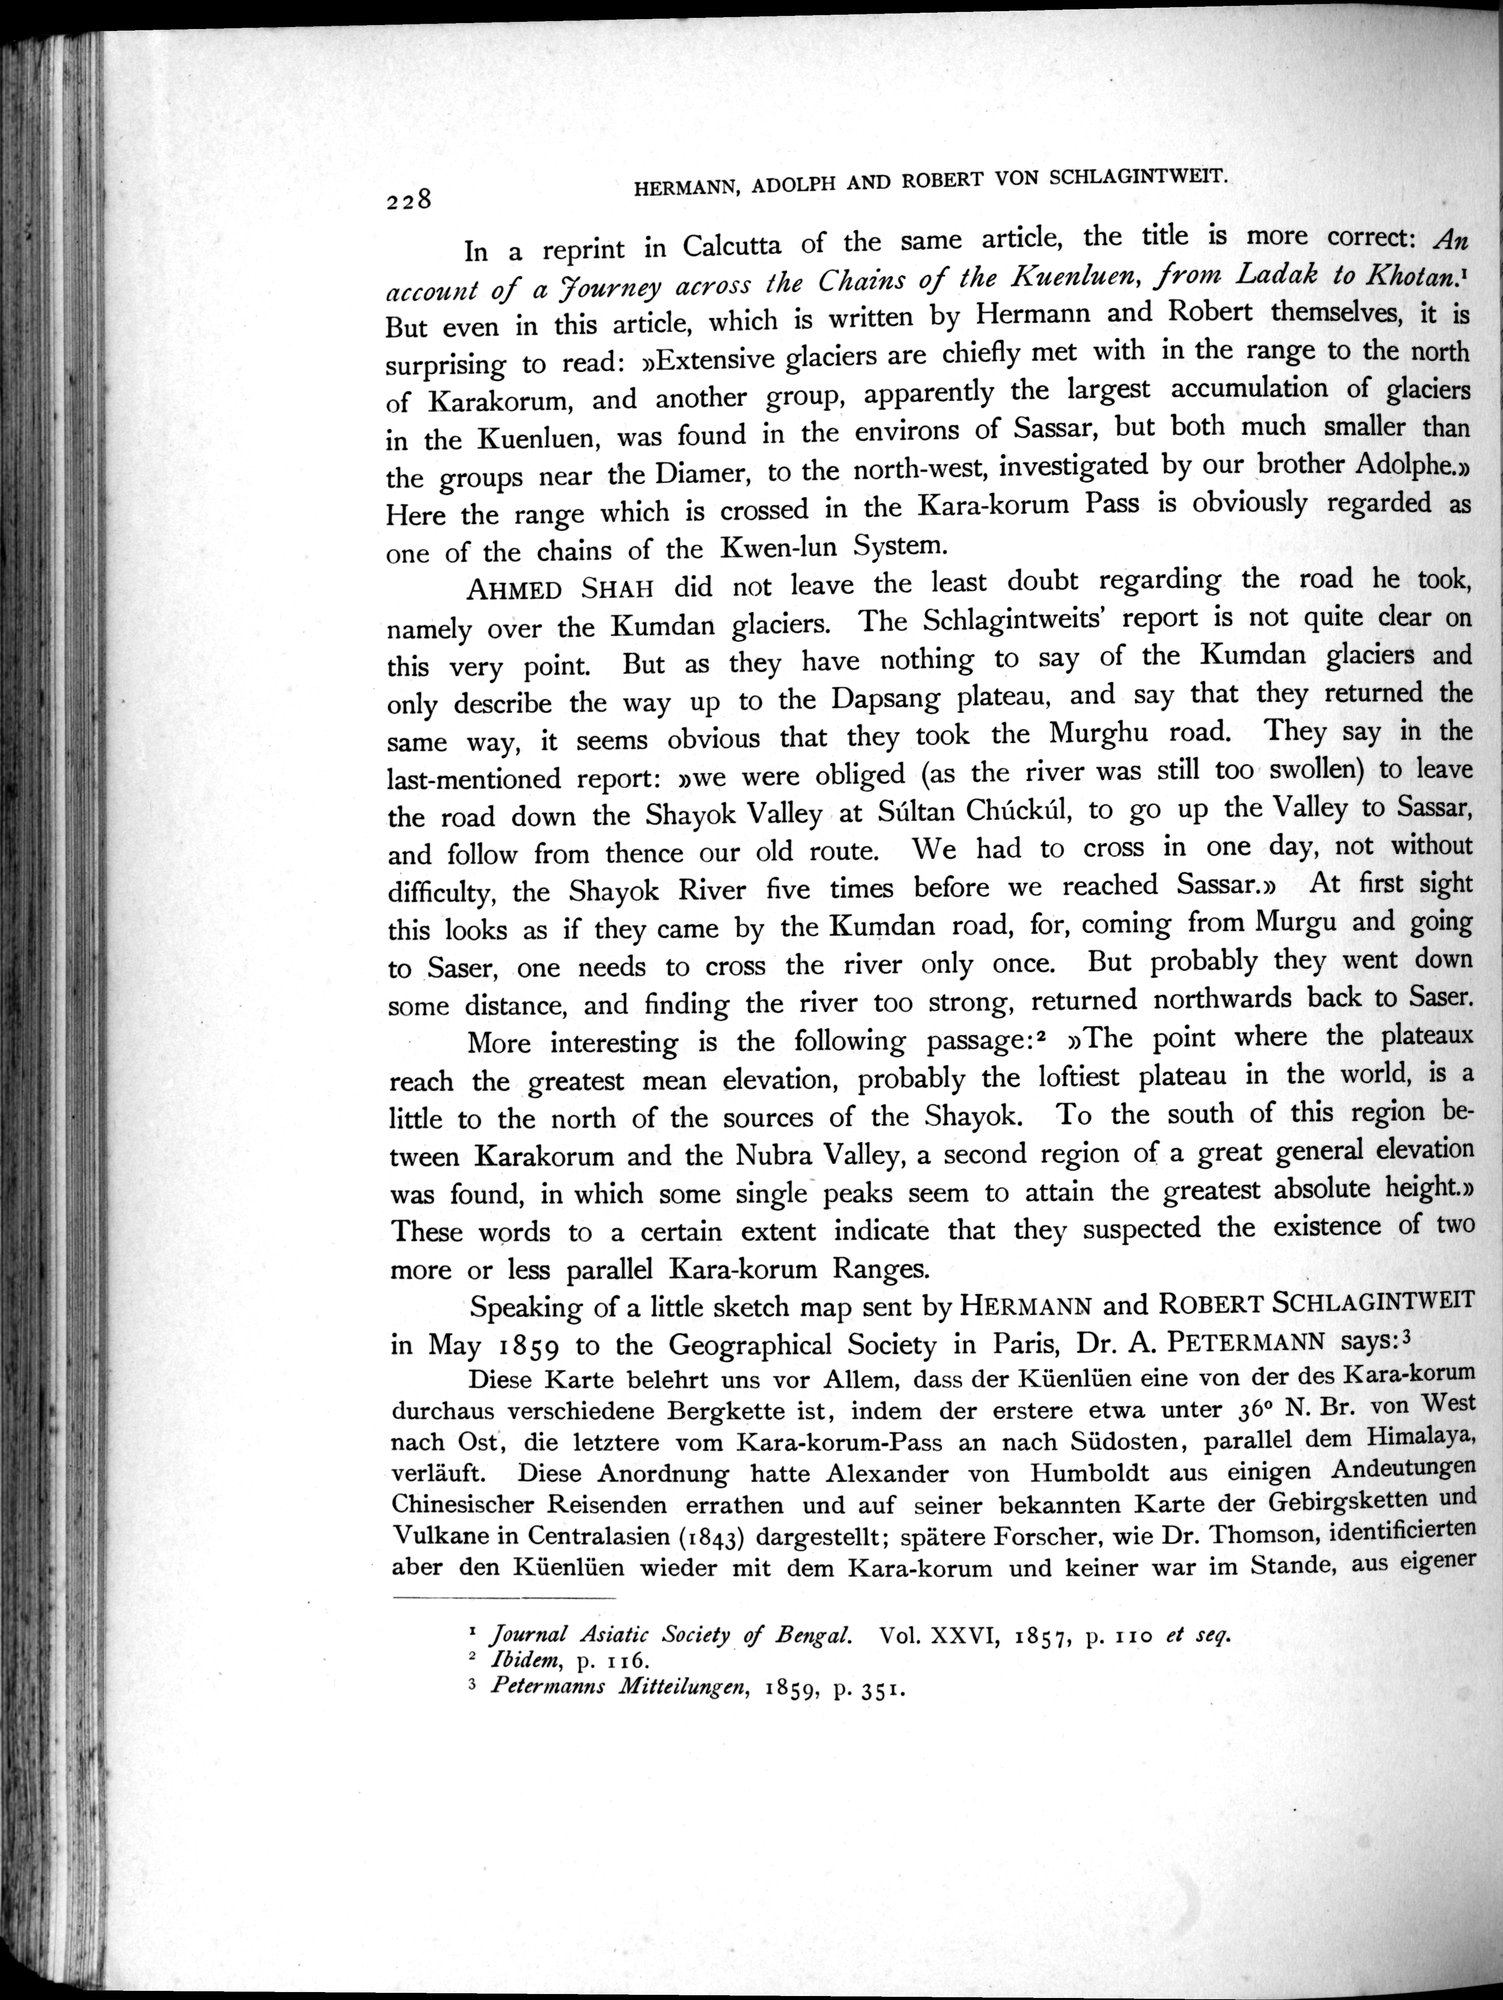 228
HERMANN, ADOLPH AND ROBERT VON SCHLAGINTWEIT.
In a reprint in Calcutta of the same article, the title is more correct: An
account of a Journey across the Chains of the Kuenluen, from Ladak to Khotan.¹
But even in this article, which is written by Hermann and Robert themselves, it is
surprising to read: »Extensive glaciers are chiefly met with in the range to the north
of Karakorum, and another group, apparently the largest accumulation of glaciers
in the Kuenluen, was found in the environs of Sassar, but both much smaller than
the groups near the Diamer, to the north-west, investigated by our brother Adolphe.»
Here the range which is crossed in the Kara-korum Pass is obviously regarded as
one of the chains of the Kwen-lun System.
AHMED SHAH did not leave the least doubt regarding the road he took,
namely over the Kumdan glaciers. The Schlagintweits' report is not quite clear on
this very point. But as they have nothing to say of the Kumdan glaciers and
only describe the way up to the Dapsang plateau, and say that they returned the
same way, it seems obvious that they took the Murghu road. They say in the
last-mentioned report: »we were obliged (as the river was still too swollen) to leave
the road down the Shayok Valley at Súltan Chúckúl, to go up the Valley to Sassar,
and follow from thence our old route. We had to cross in one day, not without
difficulty, the Shayok River five times before we reached Sassar.» At first sight
this looks as if they came by the Kumdan road, for, coming from Murgu and going
to Saser, one needs to cross the river only once. But probably they went down
some distance, and finding the river too strong, returned northwards back to Saser.
More interesting is the following passage:² »The point where the plateaux
reach the greatest mean elevation, probably the loftiest plateau in the world, is a
little to the north of the sources of the Shayok. To the south of this region be-
tween Karakorum and the Nubra Valley, a second region of a great general elevation
was found, in which some single peaks seem to attain the greatest absolute height.»
These words to a certain extent indicate that they suspected the existence of two
more or less parallel Kara-korum Ranges.
Speaking of a little sketch map sent by HERMANN and ROBERT SCHLAGINTWEIT
in May 1859 to the Geographical Society in Paris, Dr. A. PETERMANN says:³
Diese Karte belehrt uns vor Allem, dass der Küenlüen eine von der des Kara-korum
durchaus verschiedene Bergkette ist, indem der erstere etwa unter 36° N. Br. von West
nach Ost, die letztere vom Kara-korum-Pass an nach Südosten, parallel dem Himalaya,
verläuft. Diese Anordnung hatte Alexander von Humboldt aus einigen Andeutungen
Chinesischer Reisenden errathen und auf seiner bekannten Karte der Gebirgsketten und
Vulkane in Centralasien (1843) dargestellt; spätere Forscher, wie Dr. Thomson, identificierten
aber den Küenlüen wieder mit dem Kara-korum und keiner war im Stande, aus eigener
¹ Journal Asiatic Society of Bengal. Vol. XXVI, 1857, p. 110 et seq.
² Ibidem, p. 116.
³ Petermanns Mitteilungen, 1859, p. 351.